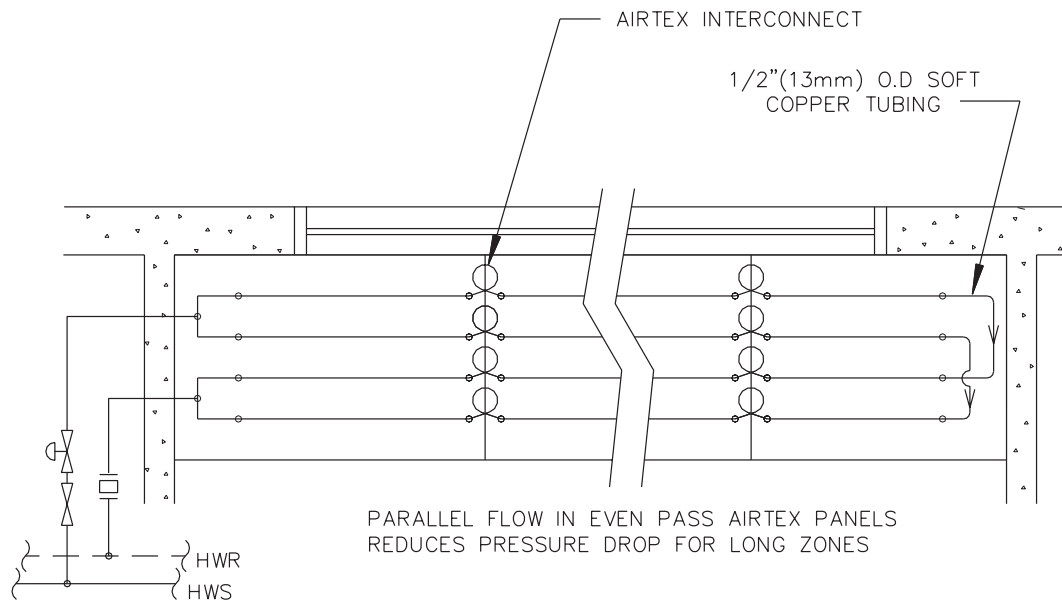 AIRTEX INTERCONNECT
1/2"(13mm) O.D SOFT
COPPER TUBING
PARALLEL FLOW IN EVEN PASS AIRTEX PANELS
REDUCES PRESSURE DROP FOR LONG ZONES
HWR
HWS